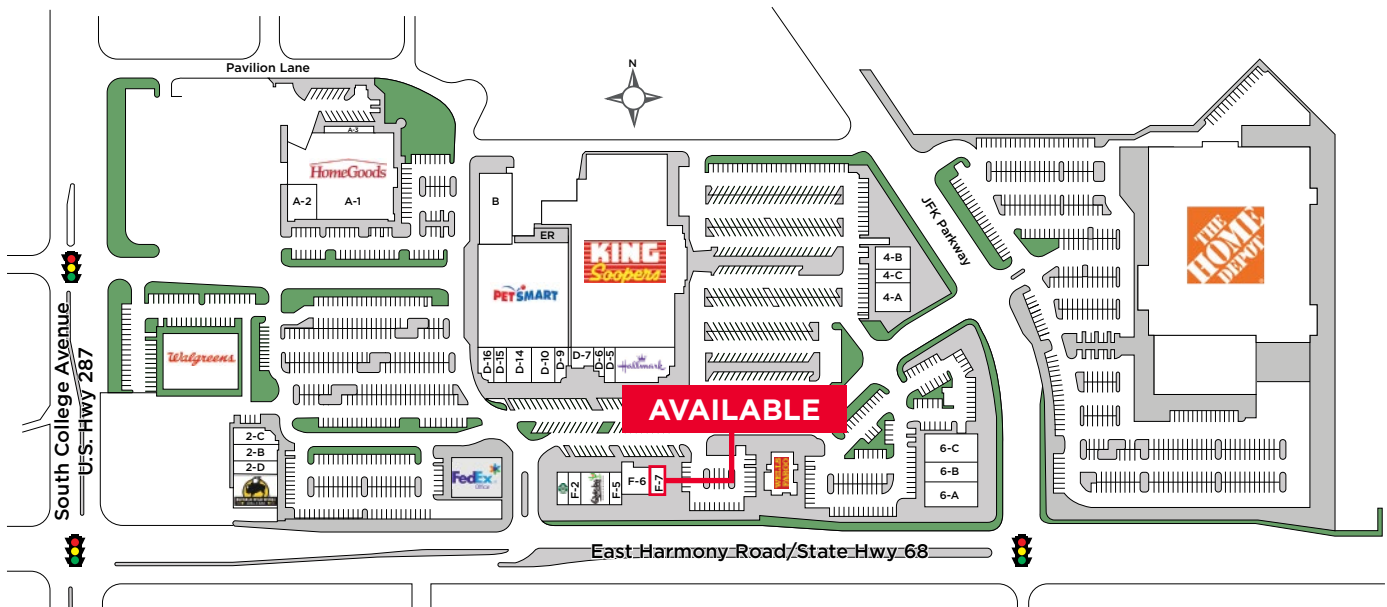 Pavilion Lane
N
A-3
HomeGoods
A-2
A-1
B
ER
KING
Soopers
PETSMART
D-16
D-15
D-14
D-10
D-9
D-7
D-6
D-5
Hallmark
4-B
4-C
4-A
JFK Parkway
THE
HOME
DEPOT
Walgreens
South College Avenue
U.S. Hwy 287
AVAILABLE
2-C
2-B
2-D
FedEx
Office
F-2
F-5
F-6
F-7
6-C
6-B
6-A
East Harmony Road/State Hwy 68